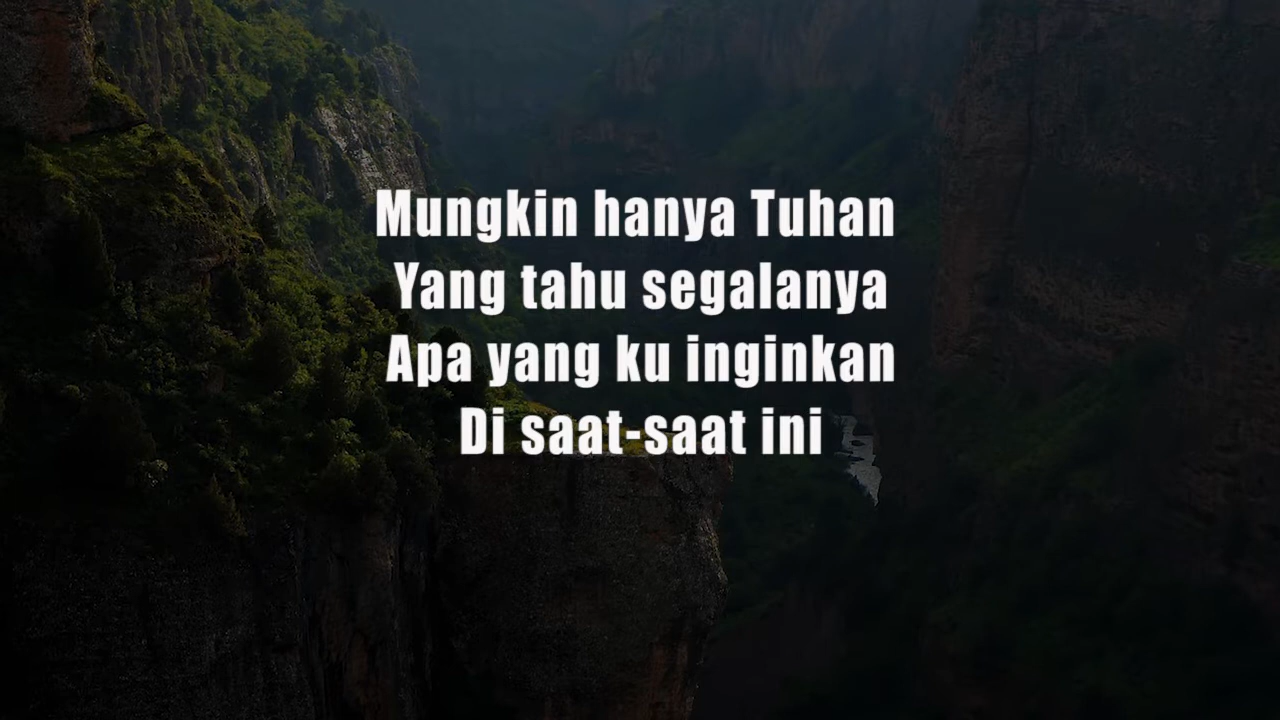 Mungkin hanya Tuhan
Yang tahu segalanya
Apa yang ku inginkan
Di saat-saat ini